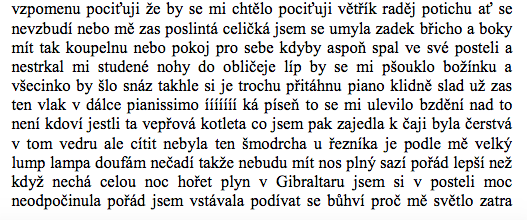 vzpomenu pociťuji že by se mi chtělo pociťuji větřík raděj potichu ať se
nevzbudí nebo mě zas poslintá celičká jsem se umyla zadek břicho a boky
mít tak koupelnu nebo pokoj pro sebe kdyby aspoň spal ve své posteli a
nestrkal mi studené nohy do obličeje líp by se mi pšouklo božínku a
všecinko by šlo snáz takhle si je trochu přitáhnu piano klidně slad už zas
ten vlak v dálce pianissimo íííííí ká píseň to se mi ulevilo bzdění nad to
není kdoví jestli ta vepřová kotleta co jsem pak zajedla k čaji byla čerstvá
v tom vedru ale cítit nebyla ten šmodrcha u řezníka je podle mě velký
lump lampa doufám nečadí takže nebudu mít nos plný sazí pořád lepší než
když nechá celou noc hořet plyn v Gibraltaru jsem si v posteli moc
neodpočinula pořád jsem vstávala podívat se bůhví proč mě světlo zatra